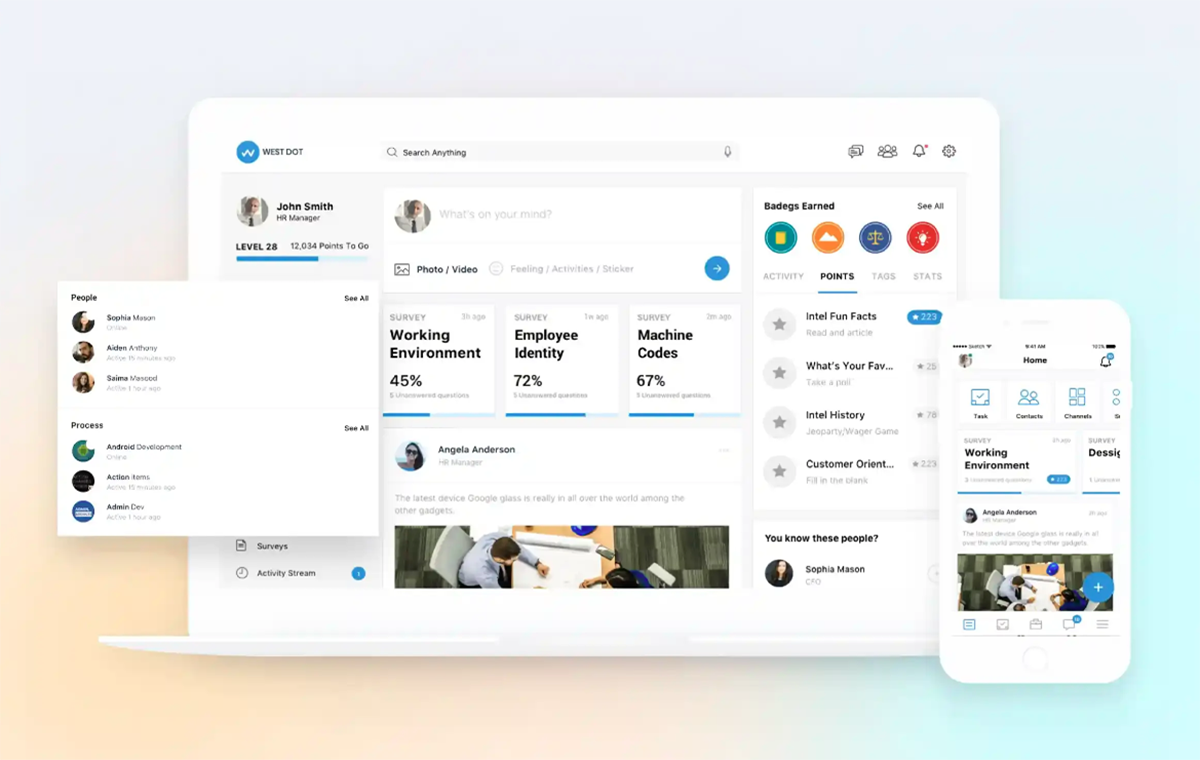 WEST DOT
Search Anything
John Smith
HR Manager
LEVEL 28 12,034 Points To Go
People See All
Sophia Mason
Online
Aiden Anthony
Active 15 minutes ago
Saima Masood
Active 1 hour ago
Process See All
Android Development
Online
Action Items
Active 15 minutes ago
Admin Dev
Active 1 hour ago
Surveys
Activity Stream 1
What's on your mind?
Photo / Video Feeling / Activities / Sticker
SURVEY 3h ago
Working
Environment
45%
5 Unanswered questions
SURVEY 1w ago
Employee
Identity
72%
5 Unanswered questions
SURVEY 2m ago
Machine
Codes
67%
5 Unanswered questions
Angela Anderson
HR Manager
The latest device Google glass is really in all over the world among the
other gadgets.
Badegs Earned See All
ACTIVITY POINTS TAGS STATS
Intel Fun Facts 223
Read and article
What's Your Fav... 25
Take a poll
Intel History 78
Jeoparty/Wager Game
Customer Orient... 223
Fill in the blank
You know these people?
Sophia Mason
CFO
Sketch 9:41 AM 100%
Home
Task Contacts Channels
SURVEY
Working
Environment
Unanswered questions
SURVEY
Angela Anderson
HR Manager
The latest device Google glass is really in all
over the world among the other gadgets.